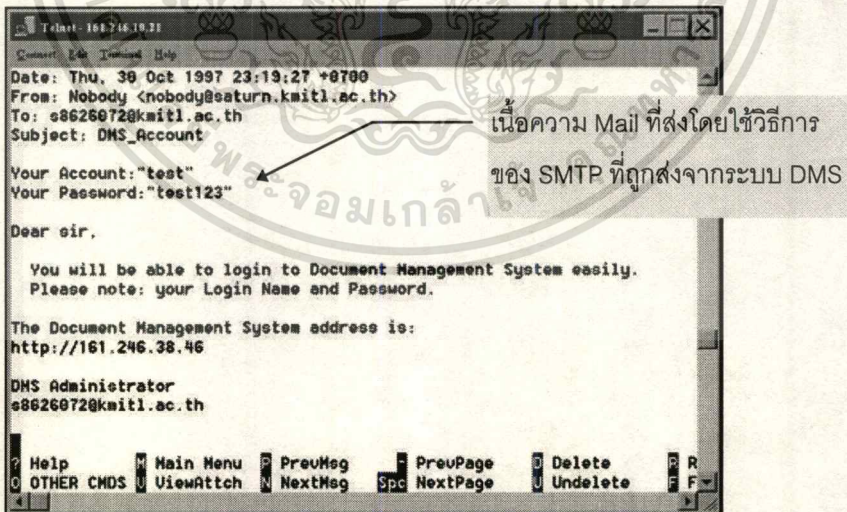 Telnet - 161.246.10.21
Connect Edit Terminal Help
Date: Thu, 30 Oct 1997 23:19:27 +0700
From: Nobody <nobody@saturn.kmitl.ac.th>
To: s8626072@kmitl.ac.th
Subject: DMS_Account
Your Account:"test"
Your Password:"test123"
Dear sir,
You will be able to login to Document Management System easily.
Please note: your Login Name and Password.
The Document Management System address is:
http://161.246.38.46
DMS Administrator
s8626072@kmitl.ac.th
? Help M Main Menu P PrevMsg - PrevPage D Delete R R
O OTHER CMDS V ViewAttch N NextMsg Spc NextPage U Undelete F F
เนื้อความ Mail ที่ส่งโดยใช้วิธีการ
ของ SMTP ที่ถูกส่งจากระบบ DMS